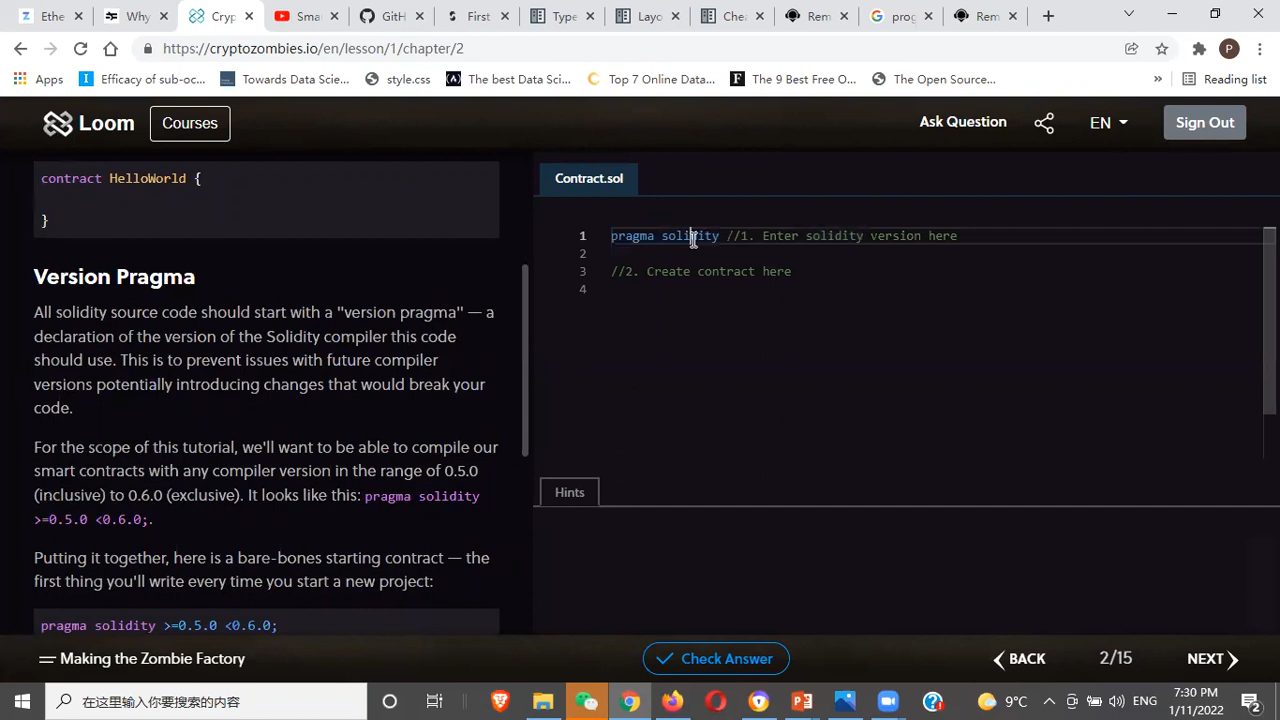 Ethe
Why
Cryp
Sma
GitH
First
Type
Layo
Chea
Rem
prog
Rem
https://cryptozombies.io/en/lesson/1/chapter/2
P
Apps
Efficacy of sub-oc...
Towards Data Scien...
style.css
The best Data Sci...
Top 7 Online Data...
The 9 Best Free O...
The Open Source...
»
Reading list
Loom
Courses
Ask Question
EN
Sign Out
contract HelloWorld {
}
Version Pragma
All solidity source code should start with a "version pragma" — a
declaration of the version of the Solidity compiler this code
should use. This is to prevent issues with future compiler
versions potentially introducing changes that would break your
code.
For the scope of this tutorial, we'll want to be able to compile our
smart contracts with any compiler version in the range of 0.5.0
(inclusive) to 0.6.0 (exclusive). It looks like this: pragma solidity
>=0.5.0 <0.6.0;.
Putting it together, here is a bare-bones starting contract — the
first thing you'll write every time you start a new project:
pragma solidity >=0.5.0 <0.6.0;
Contract.sol
1 pragma solidity //1. Enter solidity version here
2
3 //2. Create contract here
4
Hints
Making the Zombie Factory
Check Answer
BACK
2/15
NEXT
在这里输入你要搜索的内容
9°C
ENG
7:30 PM
1/11/2022
2